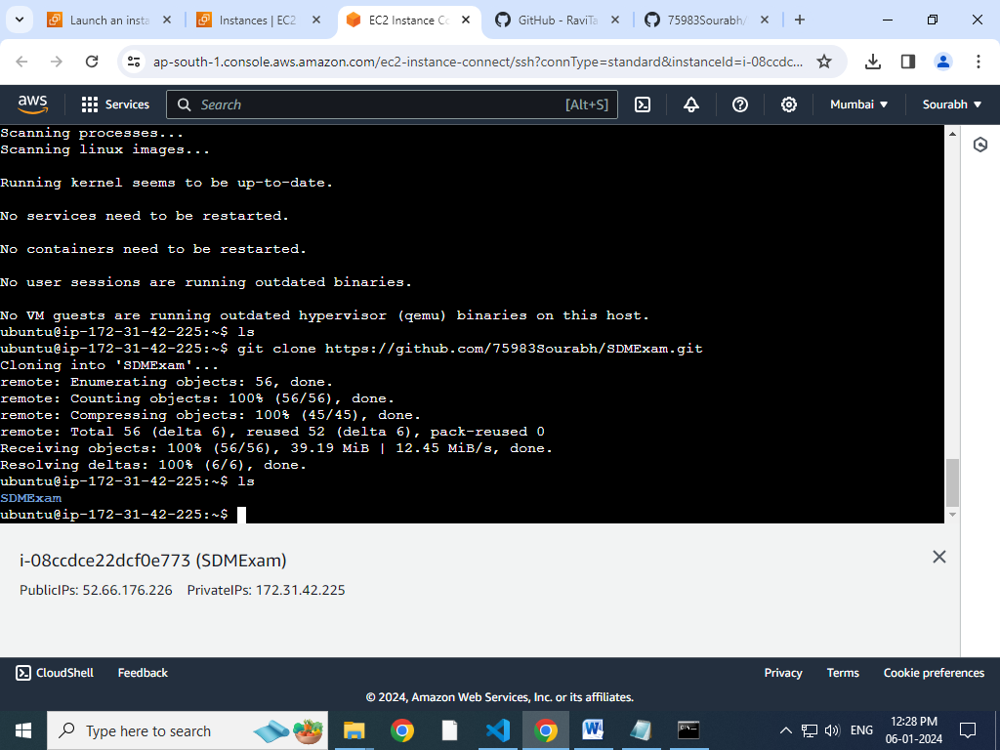 Launch an insta
Instances | EC2
EC2 Instance Co
GitHub - RaviTa
75983Sourabh/
ap-south-1.console.aws.amazon.com/ec2-instance-connect/ssh?connType=standard&instanceId=i-08ccdc...
aws
Services
Search
[Alt+S]
Mumbai
Sourabh
Scanning processes...
Scanning linux images...
Running kernel seems to be up-to-date.
No services need to be restarted.
No containers need to be restarted.
No user sessions are running outdated binaries.
No VM guests are running outdated hypervisor (qemu) binaries on this host.
ubuntu@ip-172-31-42-225:~$ ls
ubuntu@ip-172-31-42-225:~$ git clone https://github.com/75983Sourabh/SDMExam.git
Cloning into 'SDMExam'...
remote: Enumerating objects: 56, done.
remote: Counting objects: 100% (56/56), done.
remote: Compressing objects: 100% (45/45), done.
remote: Total 56 (delta 6), reused 52 (delta 6), pack-reused 0
Receiving objects: 100% (56/56), 39.19 MiB | 12.45 MiB/s, done.
Resolving deltas: 100% (6/6), done.
ubuntu@ip-172-31-42-225:~$ ls
SDMExam
ubuntu@ip-172-31-42-225:~$
i-08ccdce22dcf0e773 (SDMExam)
PublicIPs: 52.66.176.226 PrivateIPs: 172.31.42.225
CloudShell
Feedback
Privacy
Terms
Cookie preferences
© 2024, Amazon Web Services, Inc. or its affiliates.
Type here to search
ENG
12:28 PM
06-01-2024